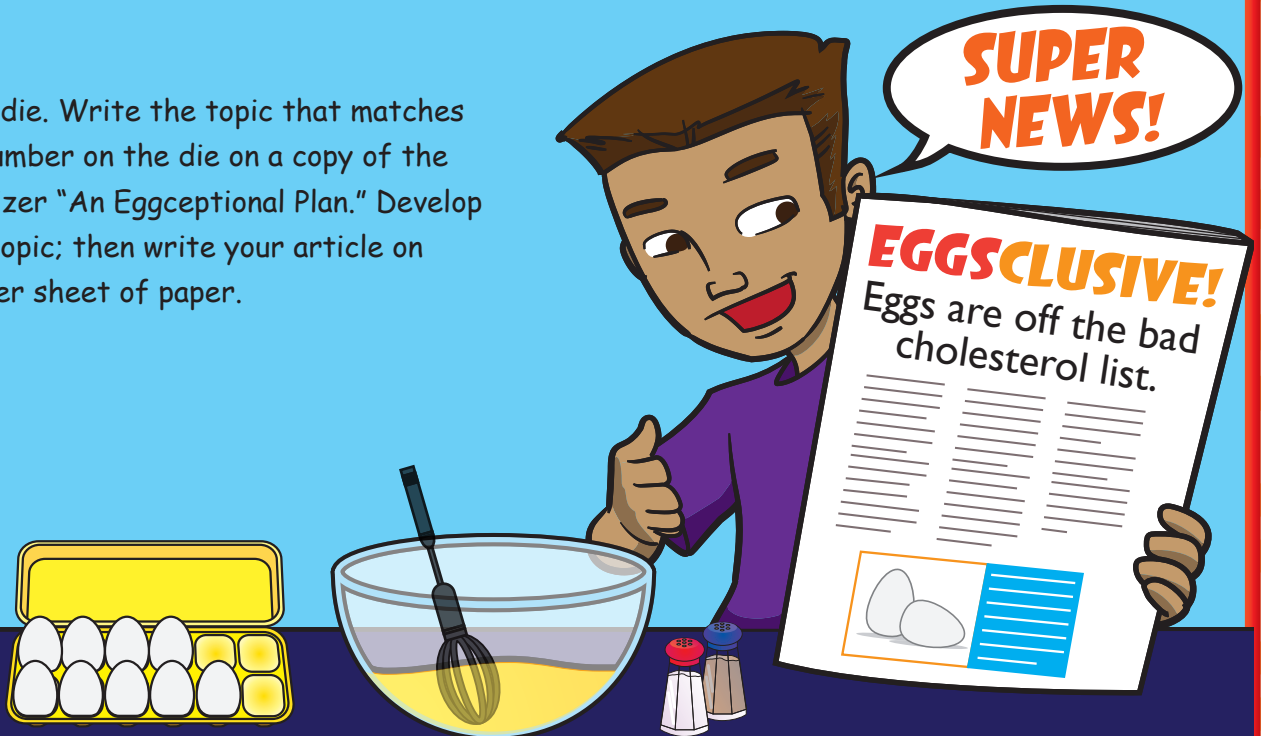 die. Write the topic that matches
number on the die on a copy of the
zer “An Eggceptional Plan.” Develop
opic; then write your article on
er sheet of paper.
SUPER
NEWS!
EGGSCLUSIVE!
Eggs are off the bad
cholesterol list.